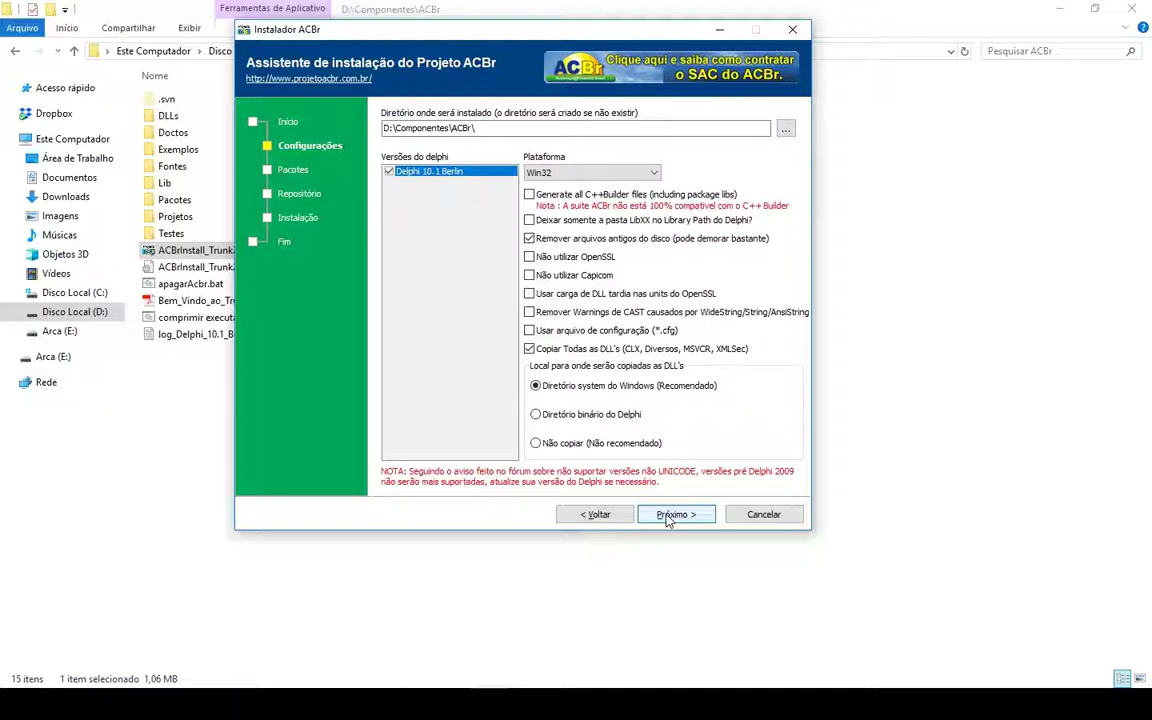 Ferramentas de Aplicativo
D:\Componentes\ACBr
Arquivo
Início
Compartilhar
Exibir
Este Computador
Disco
Pesquisar ACBr
Acesso rápido
Dropbox
Este Computador
Área de Trabalho
Documentos
Downloads
Imagens
Músicas
Objetos 3D
Vídeos
Disco Local (C:)
Disco Local (D:)
Arca (E:)
Arca (E:)
Rede
Nome
.svn
DLLs
Doctos
Exemplos
Fontes
Lib
Pacotes
Projetos
Testes
ACBrInstall_Trunk
ACBrInstall_Trunk
apagarAcbr.bat
Bem_Vindo_ao_Tr
comprimir execut
log_Delphi_10.1_B
Instalador ACBr
Assistente de instalação do Projeto ACBr
http://www.projetoacbr.com.br/
ACBr
Clique aqui e saiba como contratar
o SAC do ACBr.
Início
Configurações
Pacotes
Repositório
Instalação
Fim
Diretório onde será instalado (o diretório será criado se não existir)
D:\Componentes\ACBr\
...
Versões do delphi
Delphi 10.1 Berlin
Plataforma
Win32
Generate all C++Builder files (including package libs)
Nota : A suite ACBr não está 100% compativel com o C++ Builder
Deixar somente a pasta LibXX no Library Path do Delphi?
Remover arquivos antigos do disco (pode demorar bastante)
Não utilizar OpenSSL
Não utilizar Capicom
Usar carga de DLL tardia nas units do OpenSSL
Remover Warnings de CAST causados por WideString/String/AnsiString
Usar arquivo de configuração (*.cfg)
Copiar Todas as DLL's (CLX, Diversos, MSVCR, XMLSec)
Local para onde serão copiadas as DLL's
Diretório system do Windows (Recomendado)
Diretório binário do Delphi
Não copiar (Não recomendado)
NOTA: Seguindo o aviso feito no fórum sobre não suportar versões não UNICODE, versões pré Delphi 2009
não serão mais suportadas, atualize sua versão do Delphi se necessário.
< Voltar
Próximo >
Cancelar
15 itens
1 item selecionado 1,06 MB